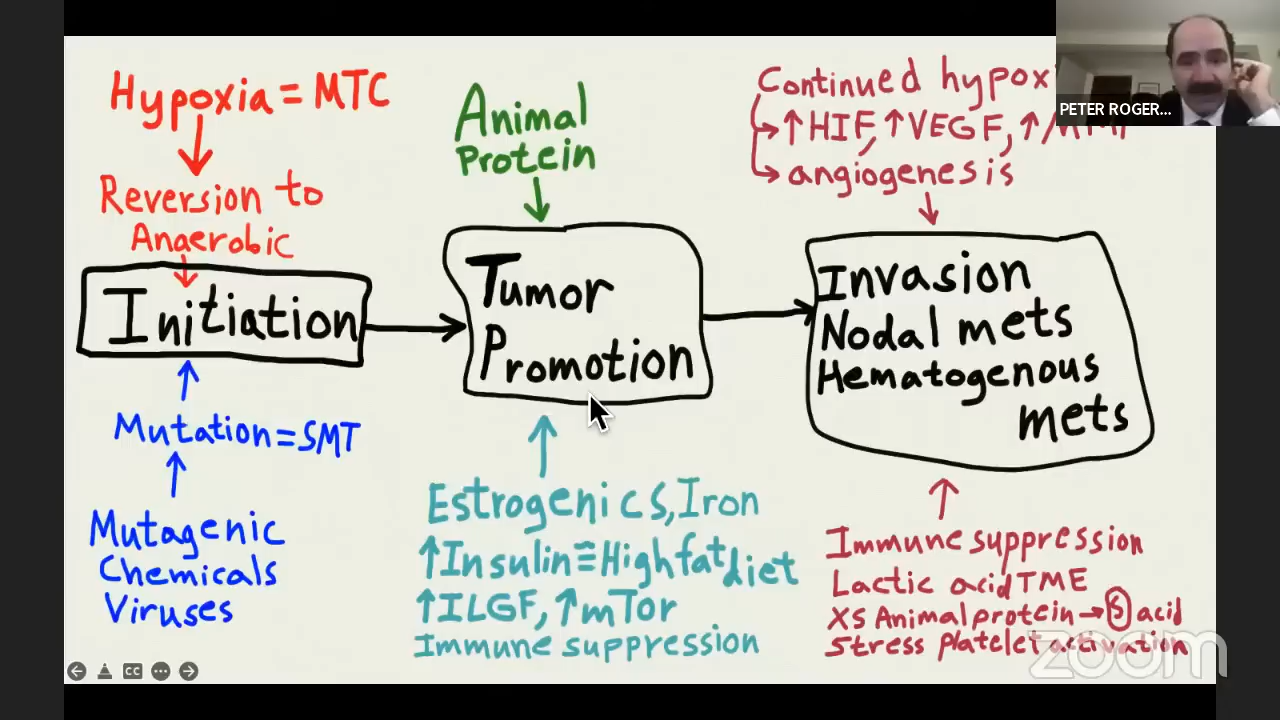 Hypoxia = MTC
Reversion to
Anaerobic
Initiation
Mutation = SMT
Mutagenic
Chemicals
Viruses
Animal
Protein
Tumor
Promotion
Estrogenics, Iron
↑Insulin ≅ High fat diet
↑ILGF, ↑mTor
Immune suppression
Continued hypoxi
↑HIF, ↑VEGF, ↑
angiogenesis
Invasion
Nodal mets
Hematogenous
mets
Immune suppression
Lactic acid TME
XS Animal protein → S acid
Stress Platelet activation
PETER ROGER...
CC
zoom